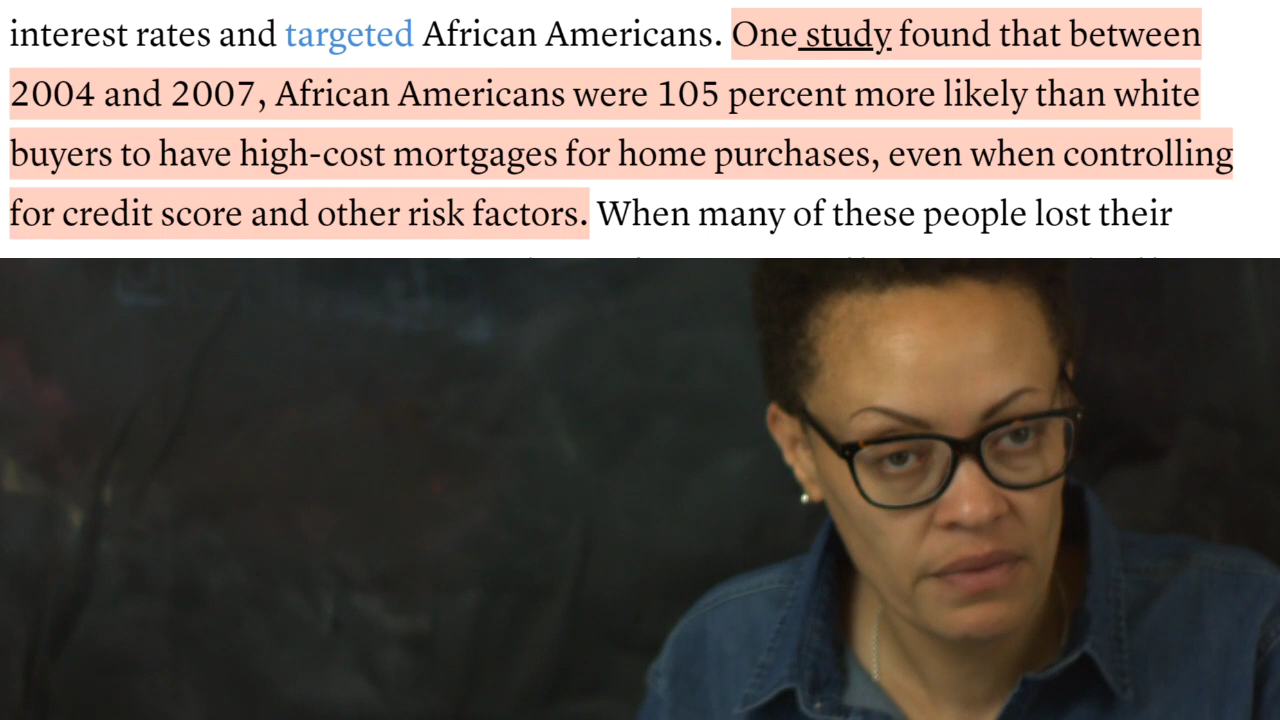 interest rates and targeted African Americans. One study found that between
2004 and 2007, African Americans were 105 percent more likely than white
buyers to have high-cost mortgages for home purchases, even when controlling
for credit score and other risk factors. When many of these people lost their